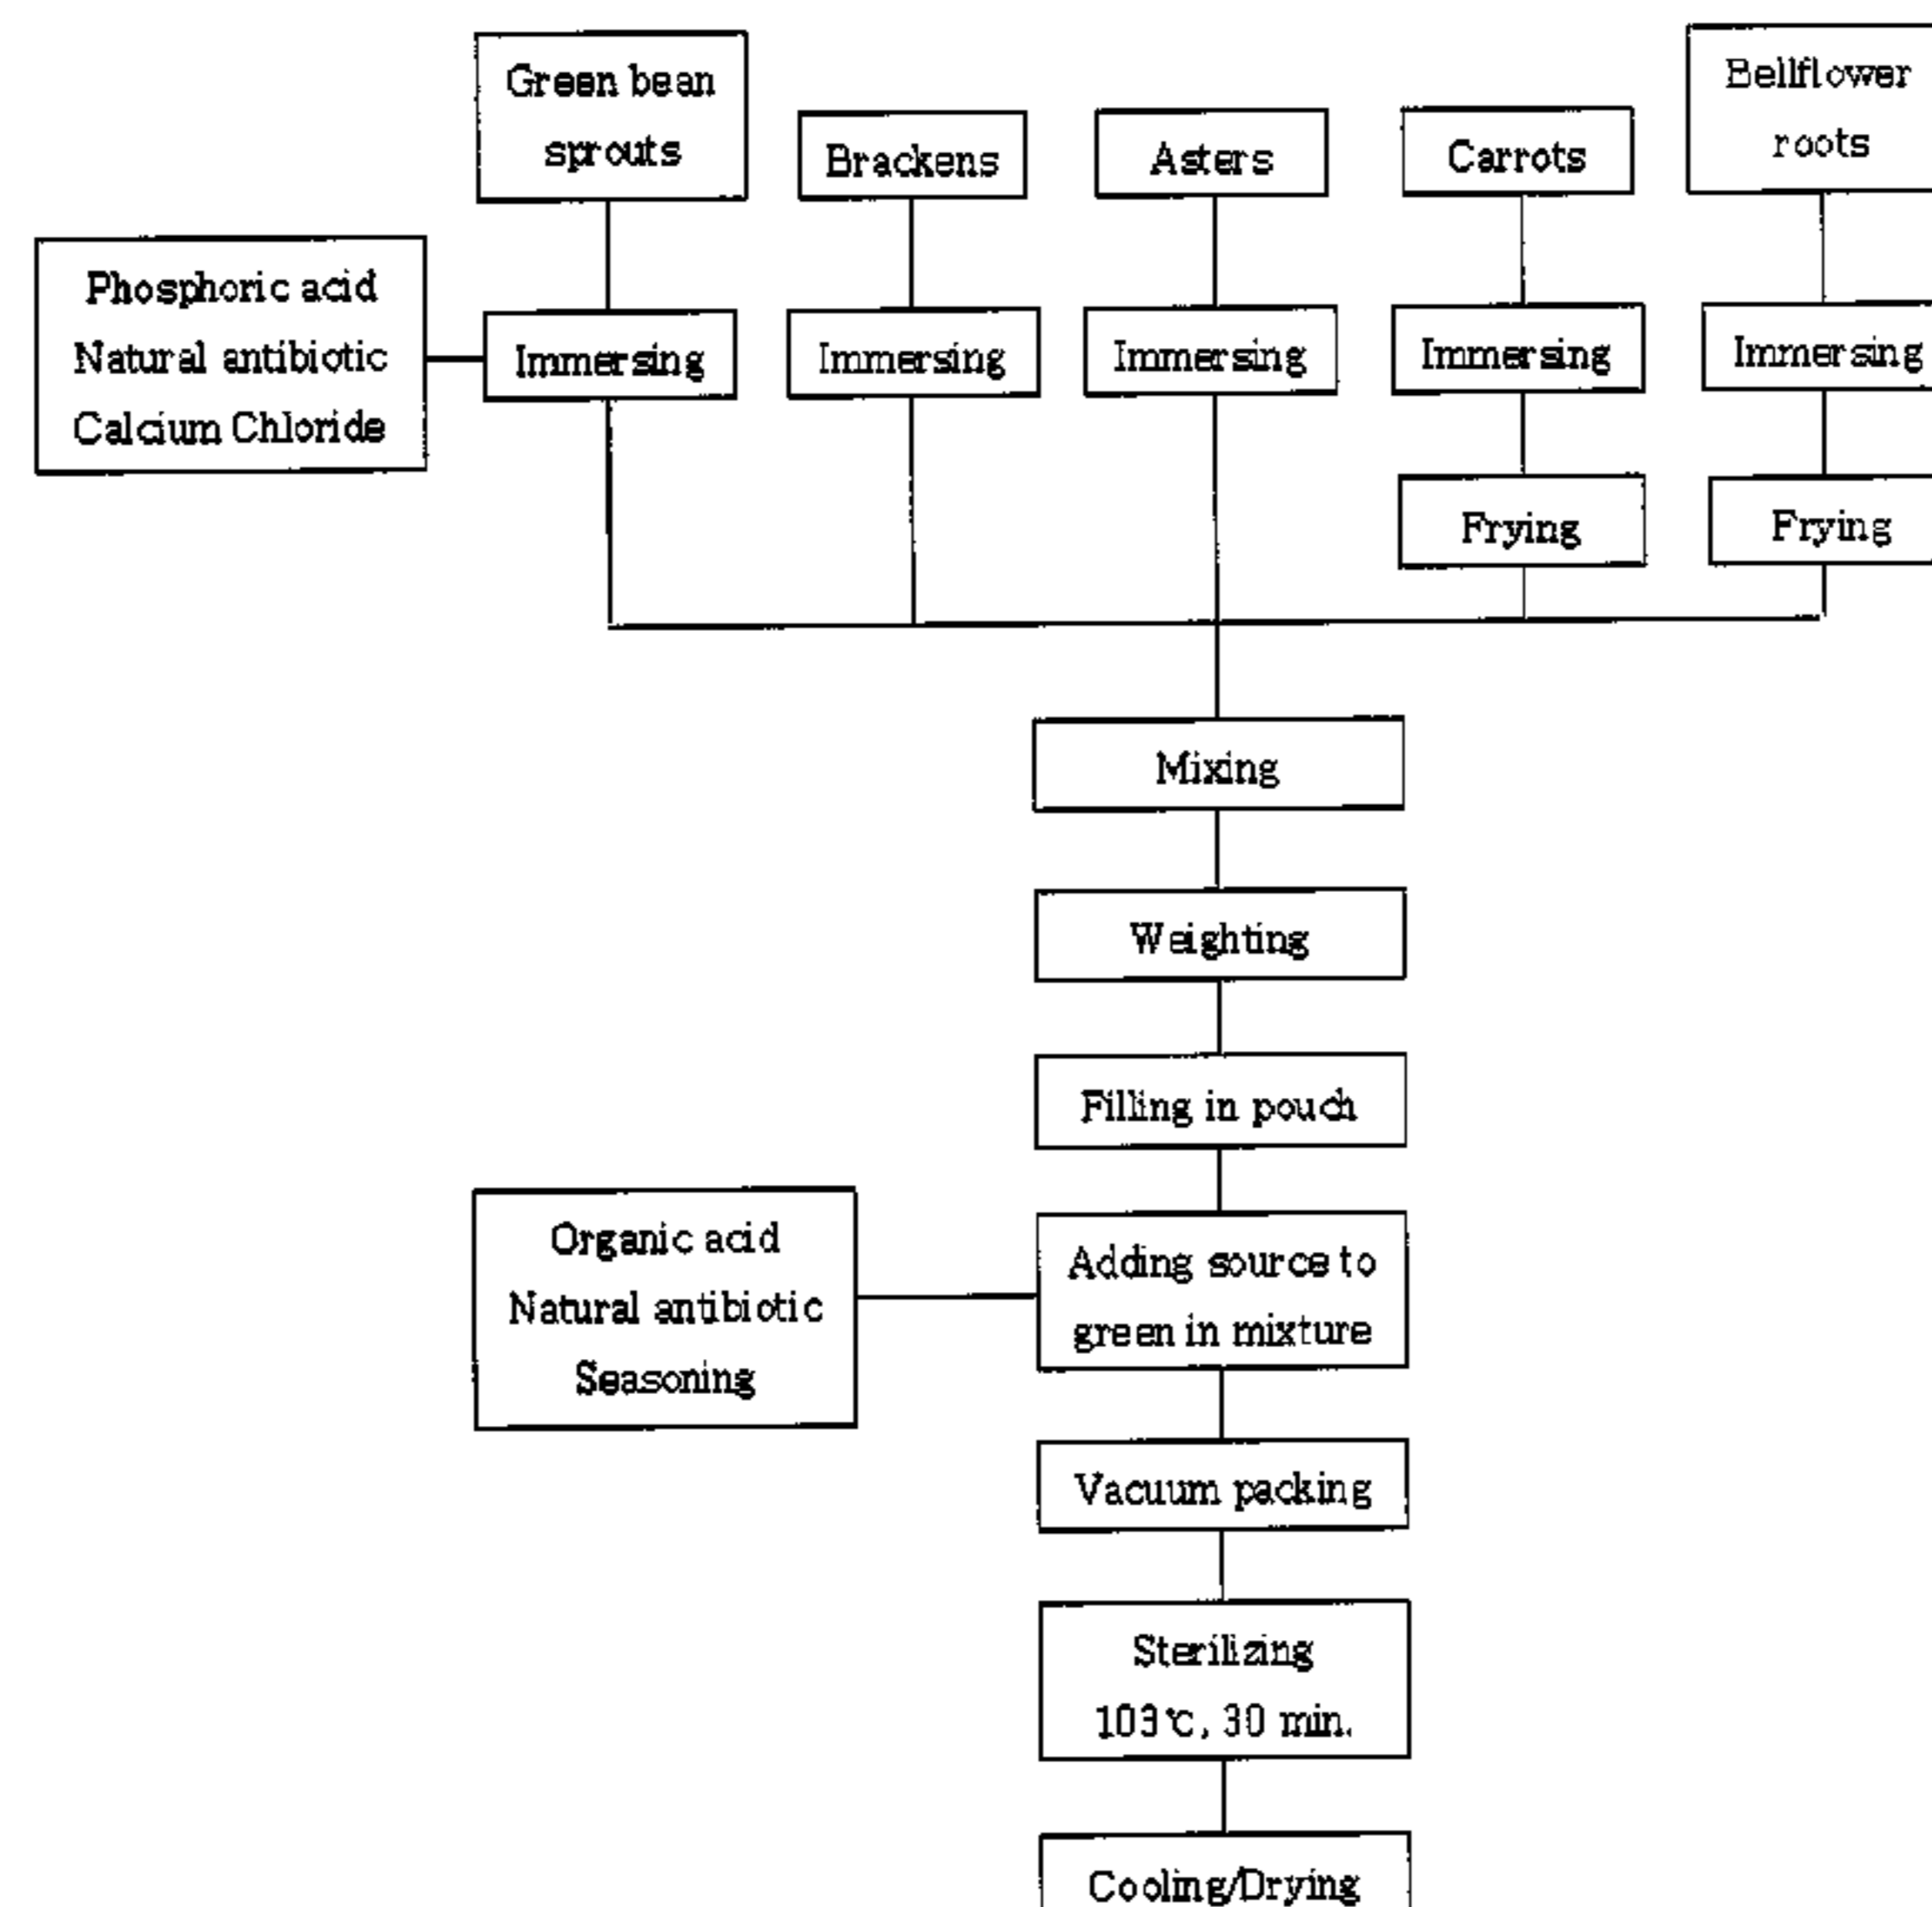 Green bean
sprouts
Brackens
Asters
Carrots
Bellflower
roots
Phosphoric acid
Natural antibiotic
Calcium Chloride
Immersing
Immersing
Immersing
Immersing
Immersing
Frying
Frying
Mixing
Weighting
Filling in pouch
Organic acid
Natural antibiotic
Seasoning
Adding source to
green in mixture
Vacuum packing
Sterilizing
103℃, 30 min.
Cooling/Drying